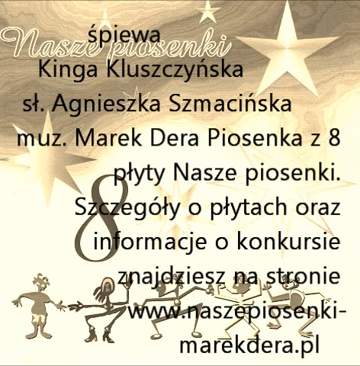 śpiewa
Nasze piosenki
Kinga Kluszczyńska
sł. Agnieszka Szmacińska
muz. Marek Dera Piosenka z 8
płyty Nasze piosenki.
8
Szczegóły o płytach oraz
informacje o konkursie
znajdziesz na stronie
www.naszepiosenki-
marekdera.pl